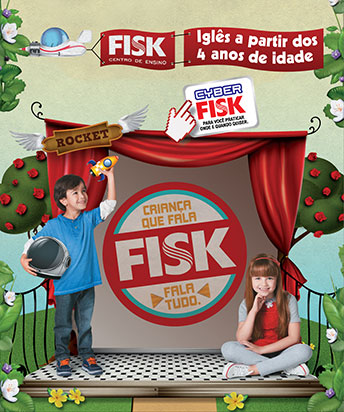 FISK
CENTRO DE ENSINO
Iglês a partir dos
4 anos de idade
CYBER
FISK
PARA VOCÊ PRATICAR
ONDE E QUANDO QUISER.
ROCKET
CRIANÇA
QUE FALA
FISK
FALA
TUDO.